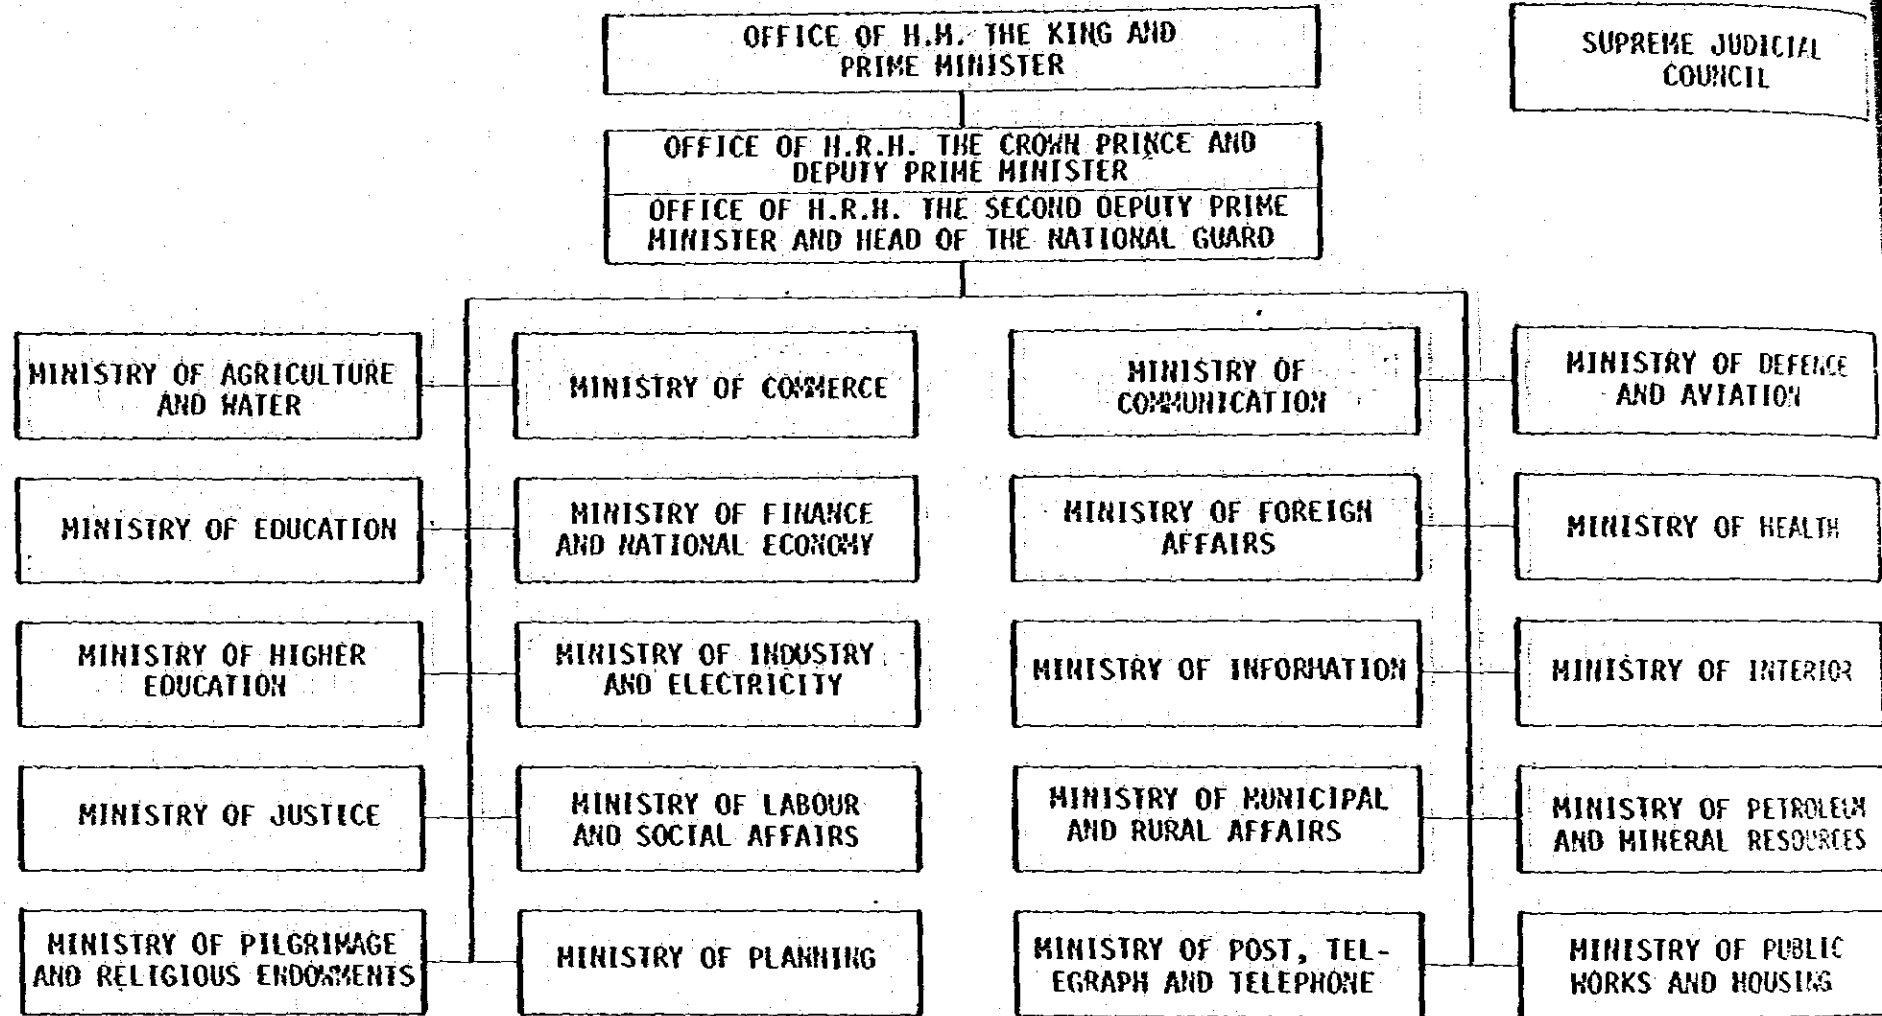 OFFICE OF H.M. THE KING AND
PRIME MINISTER
SUPREME JUDICIAL
COUNCIL
OFFICE OF H.R.H. THE CROWN PRINCE AND
DEPUTY PRIME MINISTER
OFFICE OF H.R.H. THE SECOND DEPUTY PRIME
MINISTER AND HEAD OF THE NATIONAL GUARD
MINISTRY OF AGRICULTURE
AND WATER
MINISTRY OF COMMERCE
MINISTRY OF
COMMUNICATION
MINISTRY OF DEFENCE
AND AVIATION
MINISTRY OF EDUCATION
MINISTRY OF FINANCE
AND NATIONAL ECONOMY
MINISTRY OF FOREIGN
AFFAIRS
MINISTRY OF HEALTH
MINISTRY OF HIGHER
EDUCATION
MINISTRY OF INDUSTRY
AND ELECTRICITY
MINISTRY OF INFORMATION
MINISTRY OF INTERIOR
MINISTRY OF JUSTICE
MINISTRY OF LABOUR
AND SOCIAL AFFAIRS
MINISTRY OF MUNICIPAL
AND RURAL AFFAIRS
MINISTRY OF PETROLEUM
AND MINERAL RESOURCES
MINISTRY OF PILGRIMAGE
AND RELIGIOUS ENDOWMENTS
MINISTRY OF PLANNING
MINISTRY OF POST, TEL-
EGRAPH AND TELEPHONE
MINISTRY OF PUBLIC
WORKS AND HOUSING